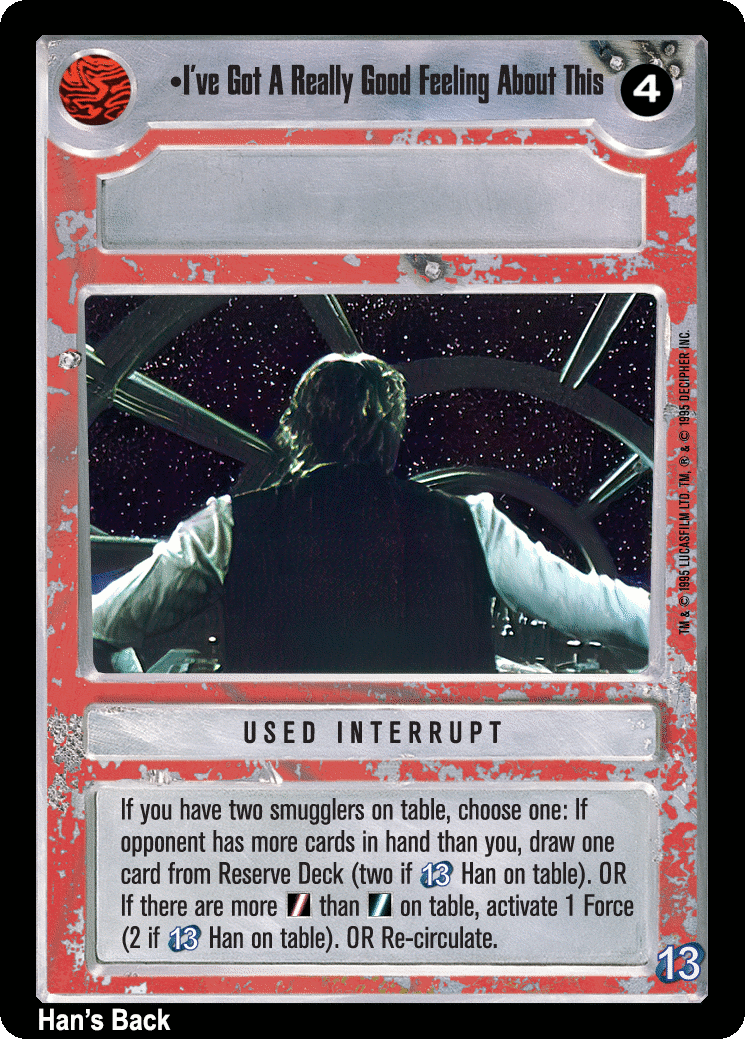 •I've Got A Really Good Feeling About This
4
TM & © 1995 LUCASFILM LTD. TM, ® & © 1995 DECIPHER INC.
USED INTERRUPT
If you have two smugglers on table, choose one: If
opponent has more cards in hand than you, draw one
card from Reserve Deck (two if 13 Han on table). OR
If there are more than on table, activate 1 Force
(2 if 13 Han on table). OR Re-circulate.
13
Han's Back